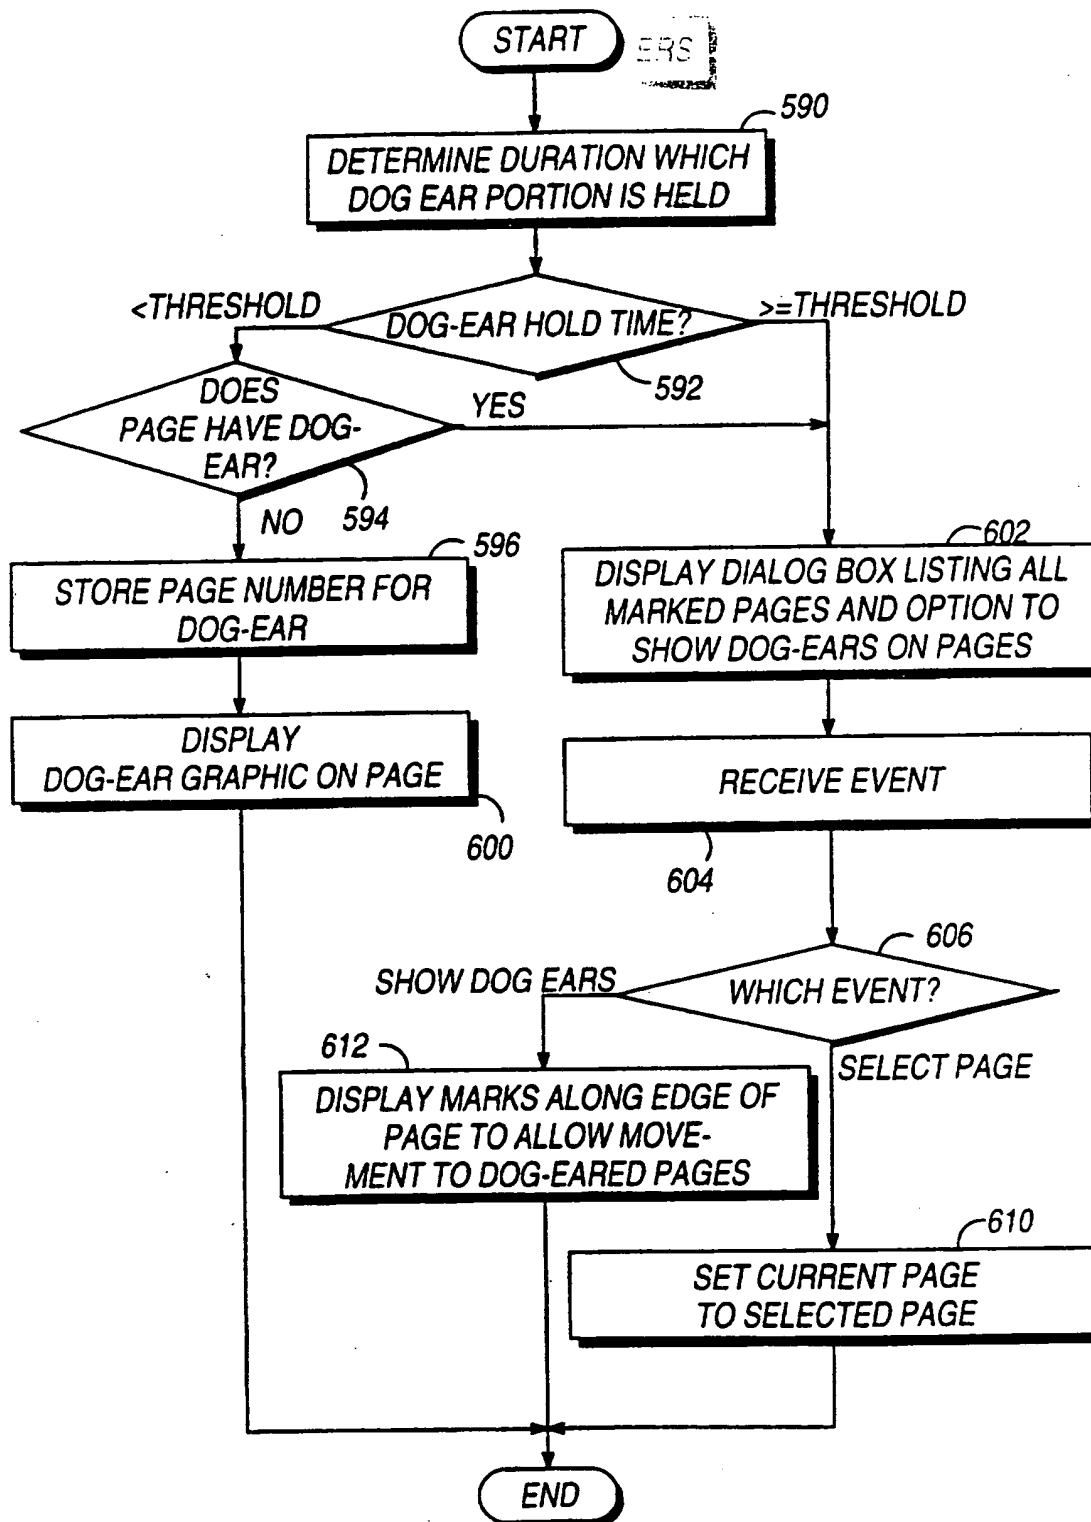 START
ERS
590
DETERMINE DURATION WHICH
DOG EAR PORTION IS HELD
<THRESHOLD
DOG-EAR HOLD TIME?
>=THRESHOLD
592
DOES
PAGE HAVE DOG-
EAR?
YES
594
NO
596
STORE PAGE NUMBER FOR
DOG-EAR
602
DISPLAY DIALOG BOX LISTING ALL
MARKED PAGES AND OPTION TO
SHOW DOG-EARS ON PAGES
DISPLAY
DOG-EAR GRAPHIC ON PAGE
600
RECEIVE EVENT
604
606
SHOW DOG EARS
WHICH EVENT?
SELECT PAGE
612
DISPLAY MARKS ALONG EDGE OF
PAGE TO ALLOW MOVE-
MENT TO DOG-EARED PAGES
610
SET CURRENT PAGE
TO SELECTED PAGE
END